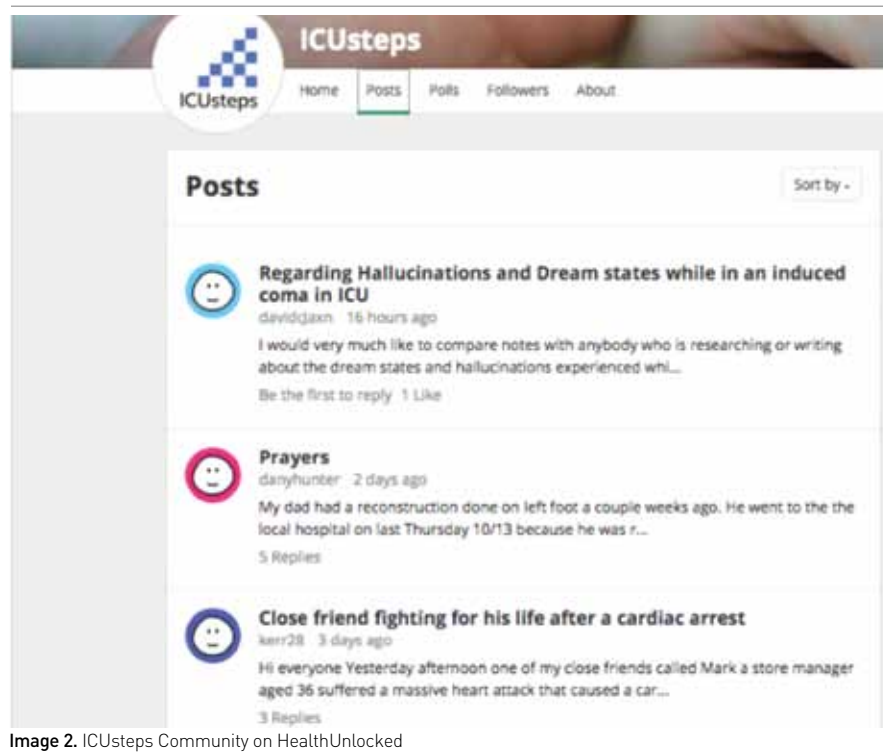 ICUsteps
ICUsteps
Home Posts Polls Followers About
Posts
Sort by
Regarding Hallucinations and Dream states while in an induced
coma in ICU
davidcjaxn 16 hours ago
I would very much like to compare notes with anybody who is researching or writing
about the dream states and hallucinations experienced whi...
Be the first to reply 1 Like
Prayers
danyhunter 2 days ago
My dad had a reconstruction done on left foot a couple weeks ago. He went to the the
local hospital on last Thursday 10/13 because he was r...
5 Replies
Close friend fighting for his life after a cardiac arrest
kerr28 3 days ago
Hi everyone Yesterday afternoon one of my close friends called Mark a store manager
aged 36 suffered a massive heart attack that caused a car...
3 Replies
Image 2. ICUsteps Community on HealthUnlocked